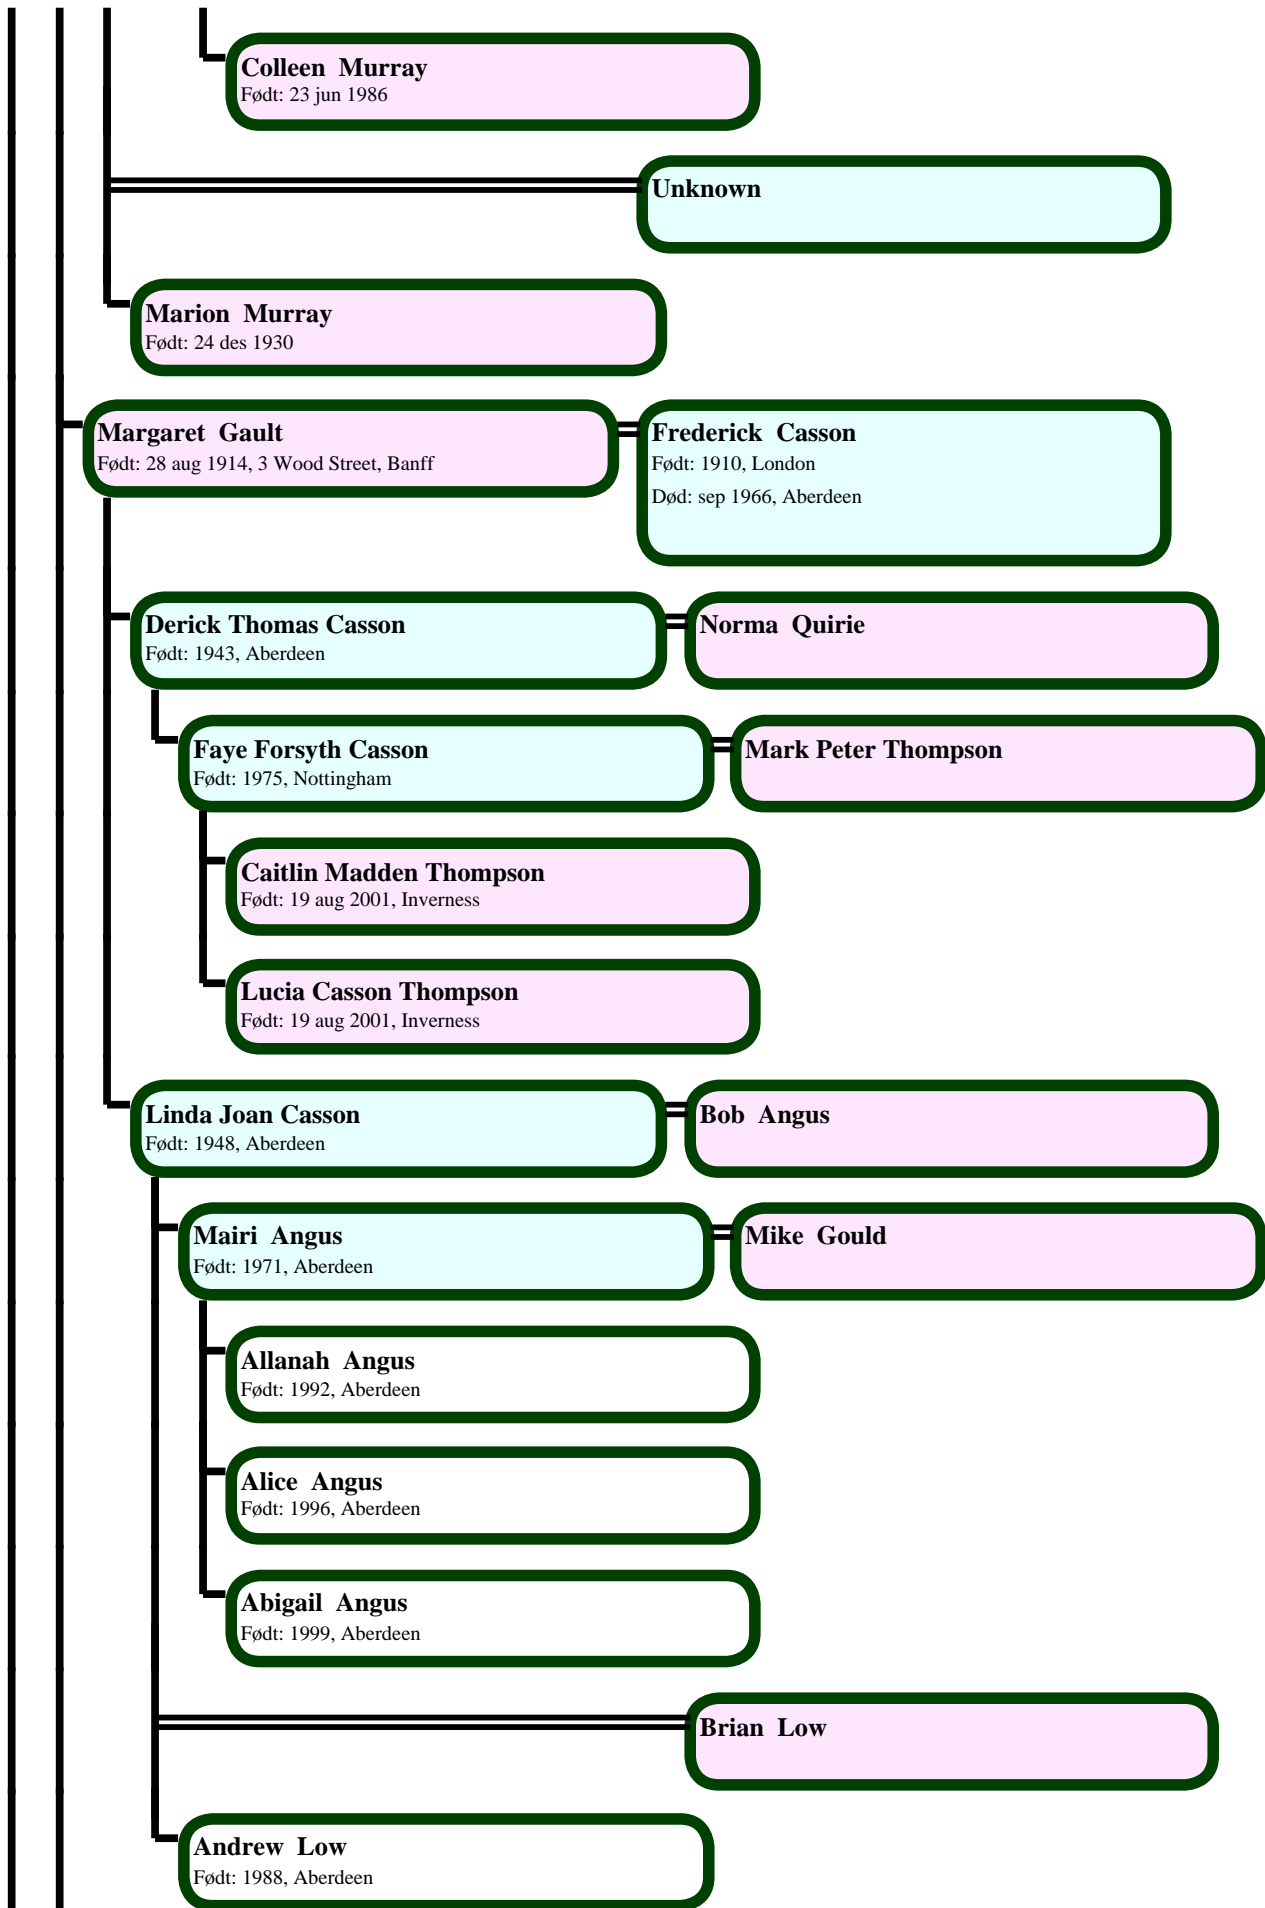 Colleen  Murray
Født: 23 jun 1986
Unknown
Marion  Murray
Født: 24 des 1930
Margaret  Gault
Født: 28 aug 1914, 3 Wood Street, Banff
Frederick  Casson
Født: 1910, London
Død: sep 1966, Aberdeen
Derick Thomas Casson
Født: 1943, Aberdeen
Norma  Quirie
Faye Forsyth Casson
Født: 1975, Nottingham
Mark Peter Thompson
Caitlin Madden Thompson
Født: 19 aug 2001, Inverness
Lucia Casson Thompson
Født: 19 aug 2001, Inverness
Linda Joan Casson
Født: 1948, Aberdeen
Bob  Angus
Mairi  Angus
Født: 1971, Aberdeen
Mike  Gould
Allanah  Angus
Født: 1992, Aberdeen
Alice  Angus
Født: 1996, Aberdeen
Abigail  Angus
Født: 1999, Aberdeen
Brian  Low
Andrew  Low
Født: 1988, Aberdeen